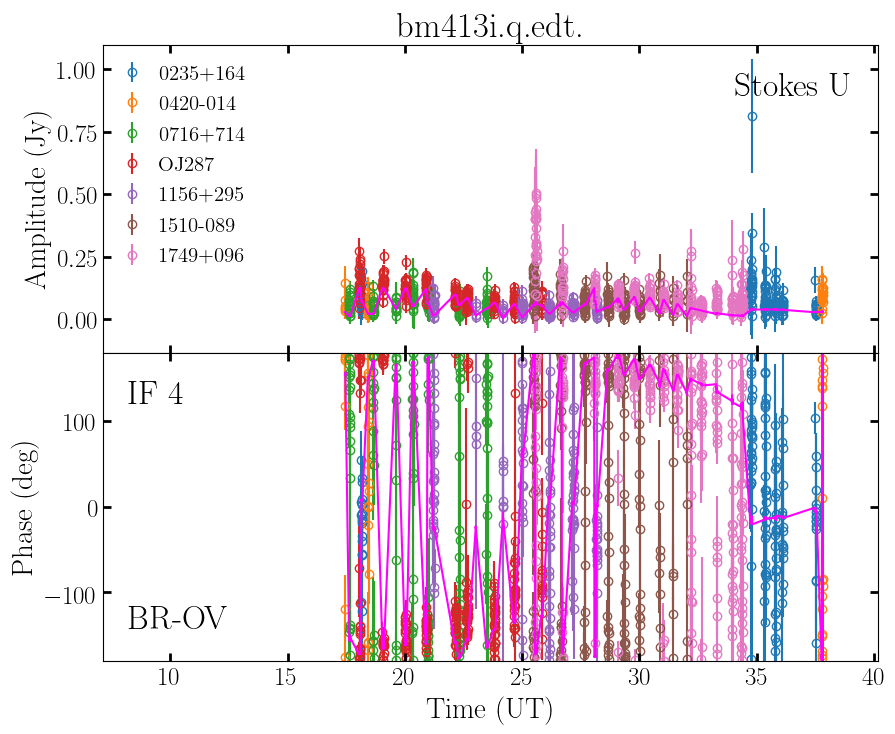 bm413i.q.edt.
Stokes U
Amplitude (Jy)
1.00
0.75
0.50
0.25
0.00
0235+164
0420-014
0716+714
OJ287
1156+295
1510-089
1749+096
IF 4
BR-OV
Phase (deg)
100
0
−100
10 15 20 25 30 35 40
Time (UT)